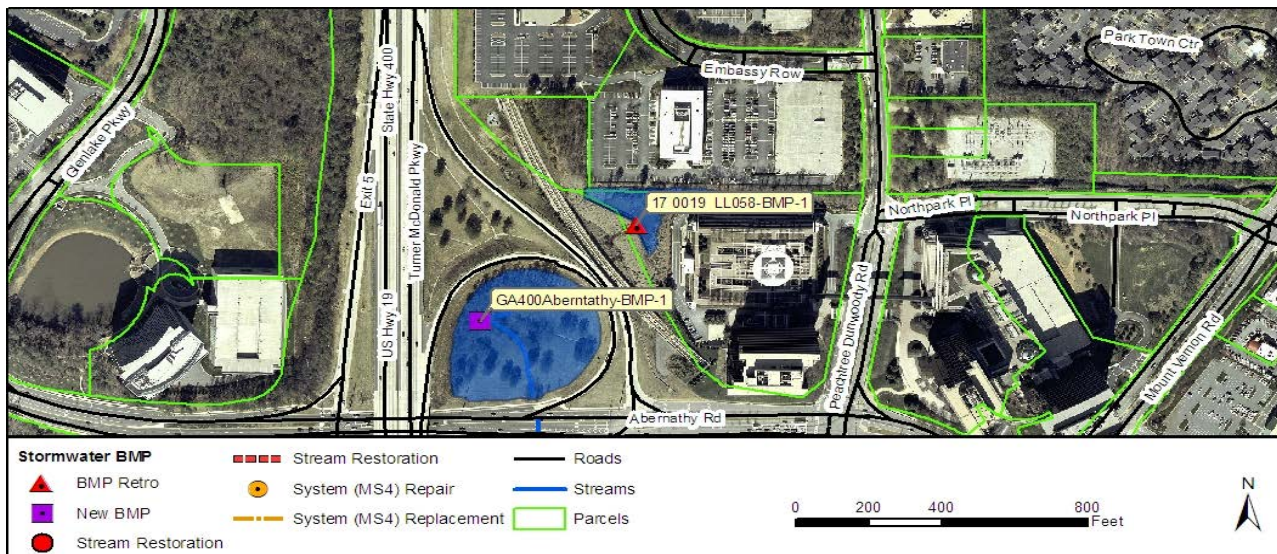 Park Town Ctr
Embassy Row
State Hwy 400
Glenlake Pkwy
Exit 5
Turner McDonald Pkwy
17 0019 LL058-BMP-1
Northpark Pl
Northpark Pl
GA400Aberntathy-BMP-1
US Hwy 19
Peachtree Dunwoody Rd
Mount Vernon Rd
Abernathy Rd
Stormwater BMP
BMP Retro
New BMP
Stream Restoration
Stream Restoration
System (MS4) Repair
System (MS4) Replacement
Roads
Streams
Parcels
N
0 200 400 800
Feet